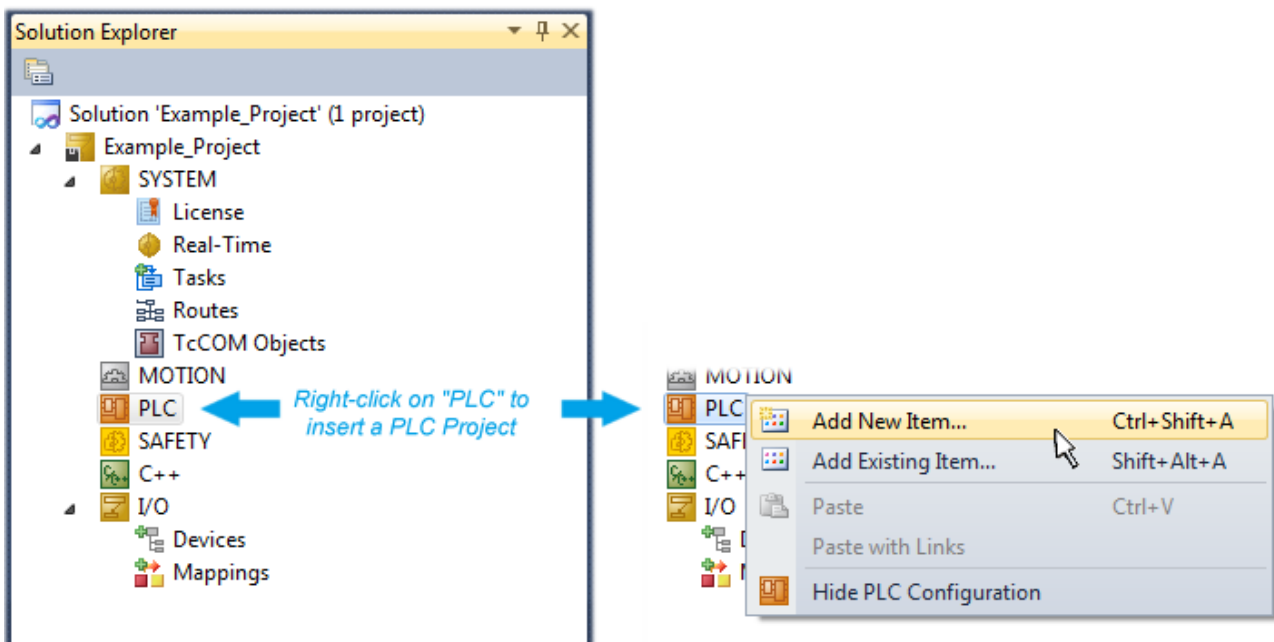 Solution Explorer
Solution 'Example_Project' (1 project)
Example_Project
SYSTEM
License
Real-Time
Tasks
Routes
TcCOM Objects
MOTION
PLC
SAFETY
C++
I/O
Devices
Mappings
Right-click on "PLC" to
insert a PLC Project
MOTION
PLC
SAF
C++
I/O
Add New Item... Ctrl+Shift+A
Add Existing Item... Shift+Alt+A
Paste Ctrl+V
Paste with Links
Hide PLC Configuration